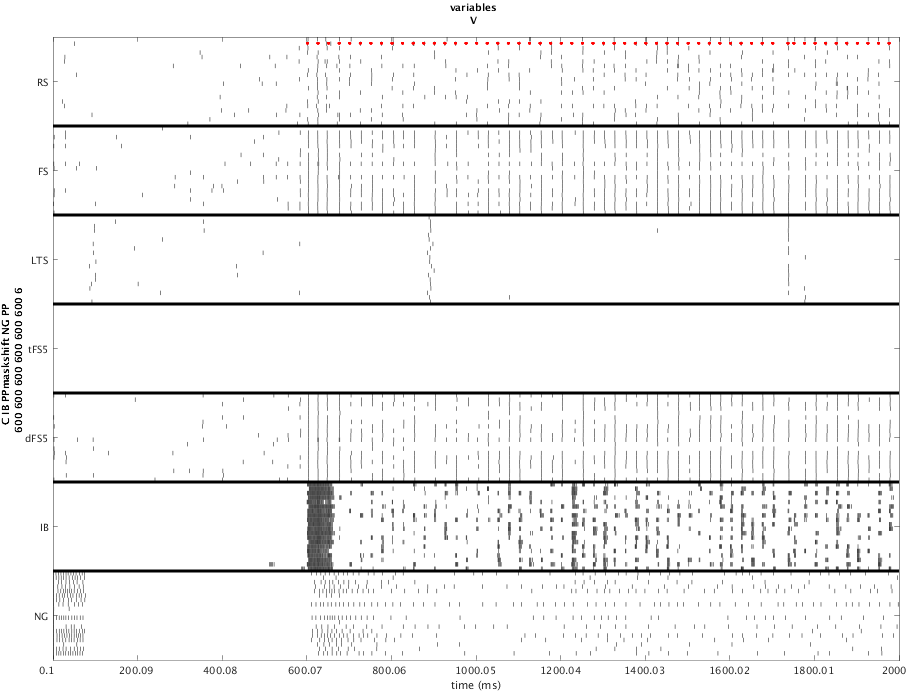 variables
V
C IB PPmaskshift NG PP
600 600 600 600 600 600 6
RS
FS
LTS
tFS5
dFS5
IB
NG
0.1 200.09 400.08 600.07 800.06 1000.05 1200.04 1400.03 1600.02 1800.01 2000
time (ms)